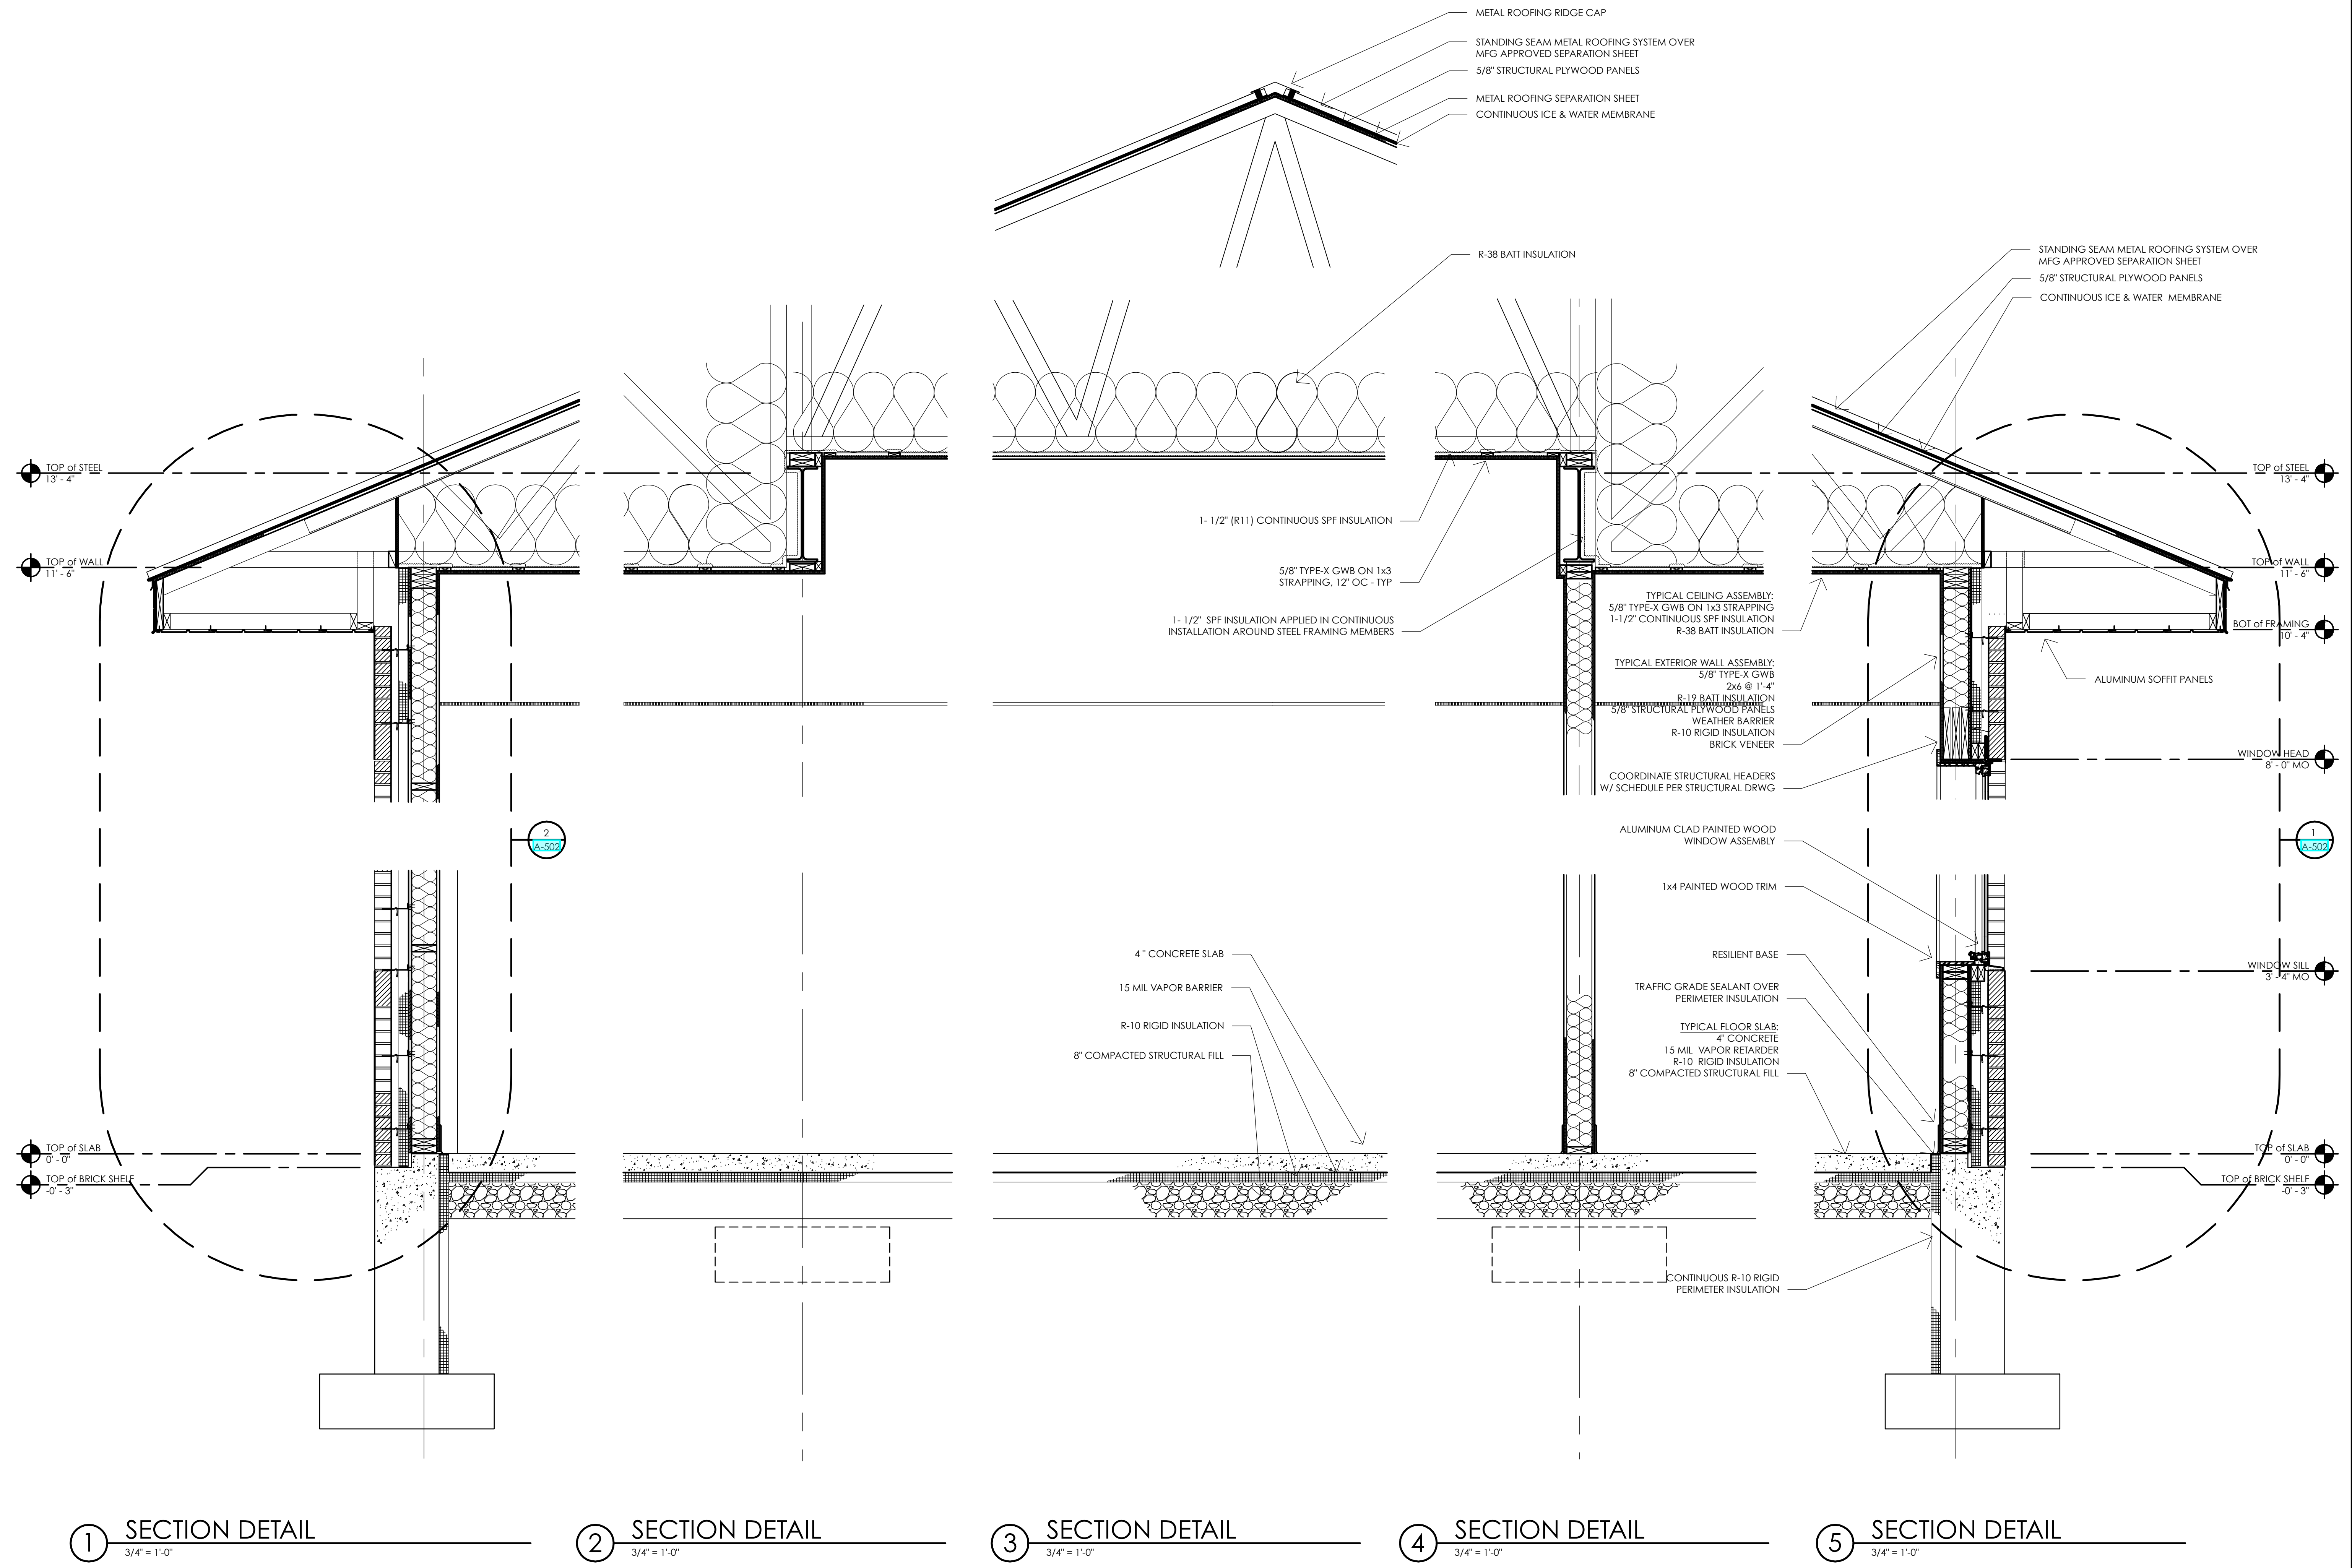 METAL ROOFING RIDGE CAP
STANDING SEAM METAL ROOFING SYSTEM OVER
MFG APPROVED SEPARATION SHEET
5/8" STRUCTURAL PLYWOOD PANELS
METAL ROOFING SEPARATION SHEET
CONTINUOUS ICE & WATER MEMBRANE
R-38 BATT INSULATION
STANDING SEAM METAL ROOFING SYSTEM OVER
MFG APPROVED SEPARATION SHEET
5/8" STRUCTURAL PLYWOOD PANELS
CONTINUOUS ICE & WATER  MEMBRANE
TOP of STEEL
13' - 4"
TOP of WALL
11' - 6"
2
A-502
TOP of SLAB
0' - 0"
TOP of BRICK SHELF
-0' - 3"
1- 1/2" (R11) CONTINUOUS SPF INSULATION
5/8" TYPE-X GWB ON 1x3
STRAPPING, 12" OC - TYP
1- 1/2"  SPF INSULATION APPLIED IN CONTINUOUS
INSTALLATION AROUND STEEL FRAMING MEMBERS
4 " CONCRETE SLAB
15 MIL VAPOR BARRIER
R-10 RIGID INSULATION
8" COMPACTED STRUCTURAL FILL
TYPICAL CEILING ASSEMBLY:
5/8" TYPE-X GWB ON 1x3 STRAPPING
1-1/2" CONTINUOUS SPF INSULATION
R-38 BATT INSULATION
TYPICAL EXTERIOR WALL ASSEMBLY:
5/8" TYPE-X GWB
2x6 @ 1'-4"
R-19 BATT INSULATION
5/8" STRUCTURAL PLYWOOD PANELS
WEATHER BARRIER
R-10 RIGID INSULATION
BRICK VENEER
COORDINATE STRUCTURAL HEADERS
W/ SCHEDULE PER STRUCTURAL DRWG
ALUMINUM CLAD PAINTED WOOD
WINDOW ASSEMBLY
1x4 PAINTED WOOD TRIM
RESILIENT BASE
TRAFFIC GRADE SEALANT OVER
PERIMETER INSULATION
TYPICAL FLOOR SLAB:
4" CONCRETE
15 MIL  VAPOR RETARDER
R-10  RIGID INSULATION
8" COMPACTED STRUCTURAL FILL
CONTINUOUS R-10 RIGID
PERIMETER INSULATION
TOP of STEEL
13' - 4"
TOP of WALL
11' - 6"
BOT of FRAMING
10' - 4"
ALUMINUM SOFFIT PANELS
WINDOW HEAD
8' - 0" MO
1
A-502
WINDOW SILL
3' - 4" MO
TOP of SLAB
0' - 0"
TOP of BRICK SHELF
-0' - 3"
1 SECTION DETAIL
3/4" = 1'-0"
2 SECTION DETAIL
3/4" = 1'-0"
3 SECTION DETAIL
3/4" = 1'-0"
4 SECTION DETAIL
3/4" = 1'-0"
5 SECTION DETAIL
3/4" = 1'-0"